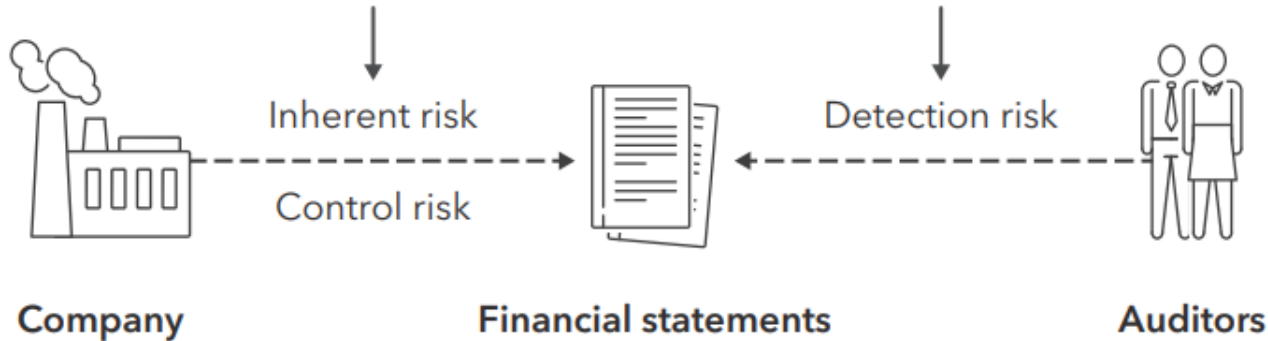 Inherent risk
Detection risk
Control risk
Company
Financial statements
Auditors